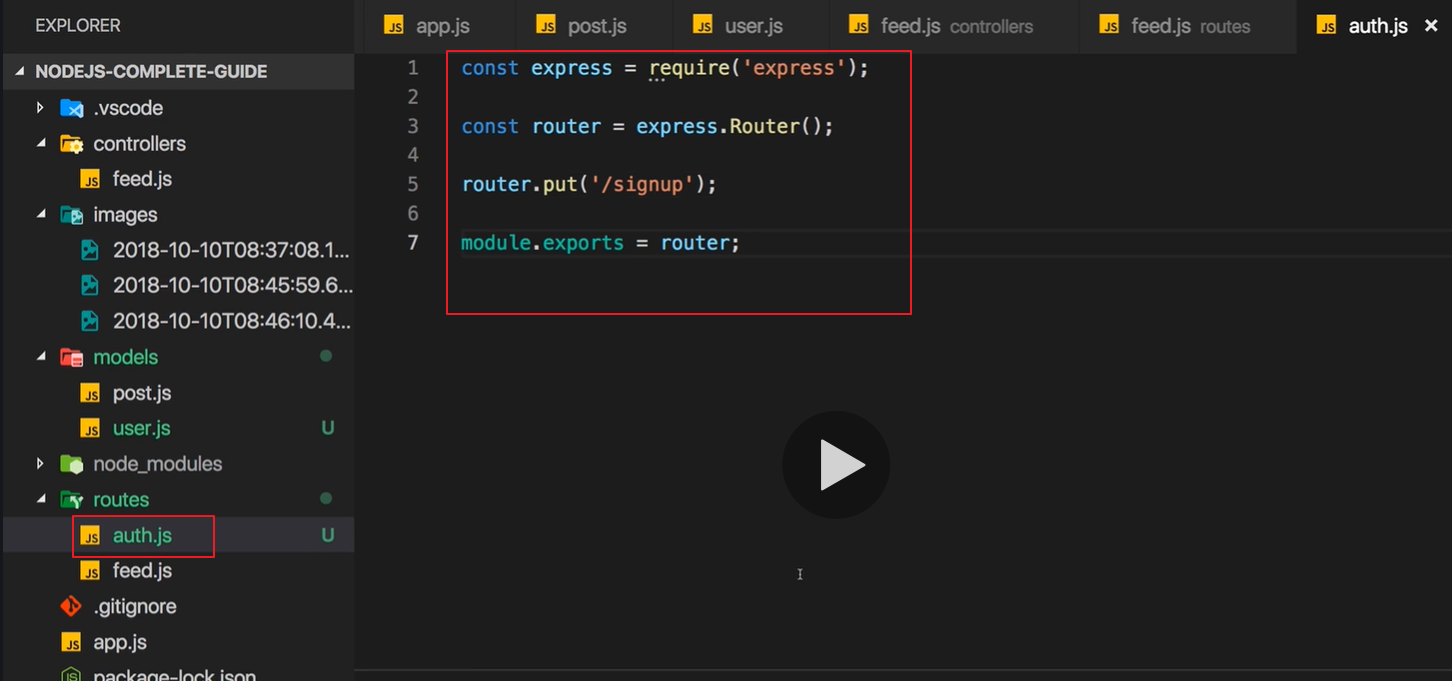 EXPLORER
NODEJS-COMPLETE-GUIDE
.vscode
controllers
JS feed.js
images
2018-10-10T08:37:08.1...
2018-10-10T08:45:59.6...
2018-10-10T08:46:10.4...
models
JS post.js
JS user.js U
node_modules
routes
JS auth.js U
JS feed.js
.gitignore
JS app.js
JS package-lock.json
JS app.js JS post.js JS user.js JS feed.js controllers JS feed.js routes JS auth.js ×
1 const express = require('express');
2
3 const router = express.Router();
4
5 router.put('/signup');
6
7 module.exports = router;